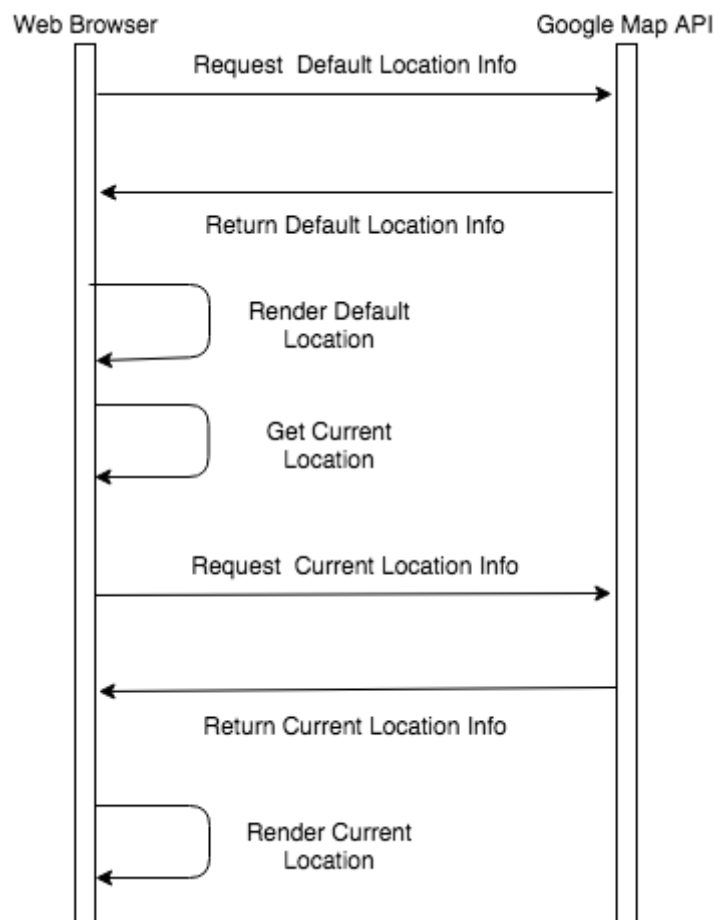 Web Browser
Google Map API
Request  Default Location Info
Return Default Location Info
Render Default
Location
Get Current
Location
Request  Current Location Info
Return Current Location Info
Render Current
Location